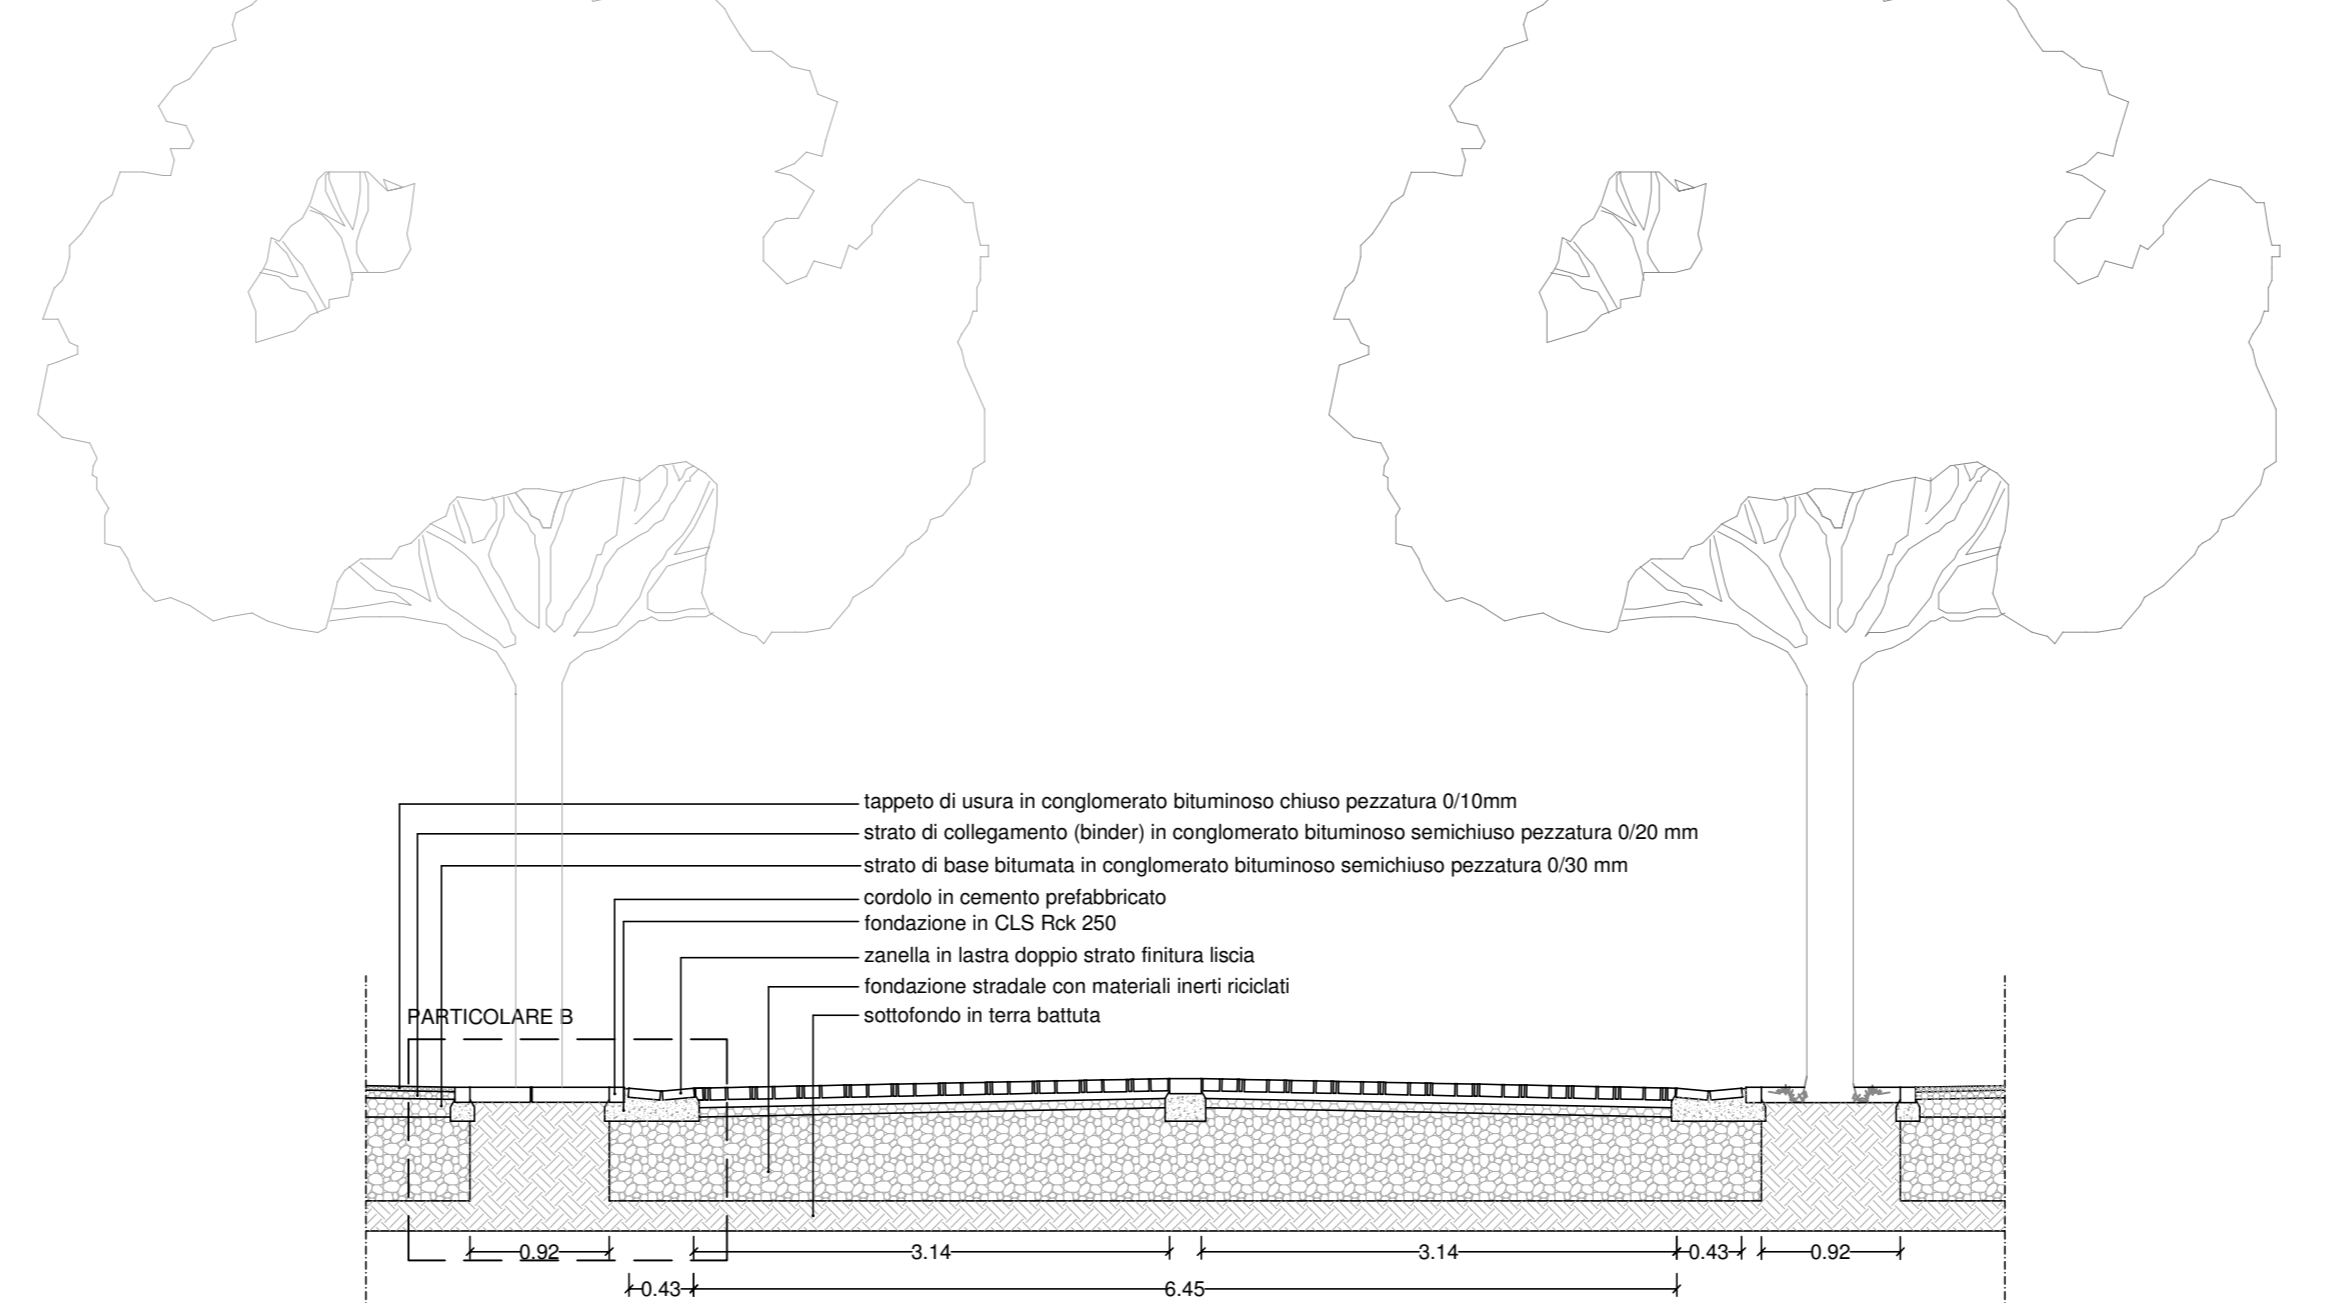 tappeto di usura in conglomerato bituminoso chiuso pezzatura 0/10mm
strato di collegamento (binder) in conglomerato bituminoso semichiuso pezzatura 0/20 mm
strato di base bitumata in conglomerato bituminoso semichiuso pezzatura 0/30 mm
cordolo in cemento prefabbricato
fondazione in CLS Rck 250
zanella in lastra doppio strato finitura liscia
fondazione stradale con materiali inerti riciclati
sottofondo in terra battuta
PARTICOLARE B
0.92 3.14 3.14 0.43 0.92
0.43 6.45